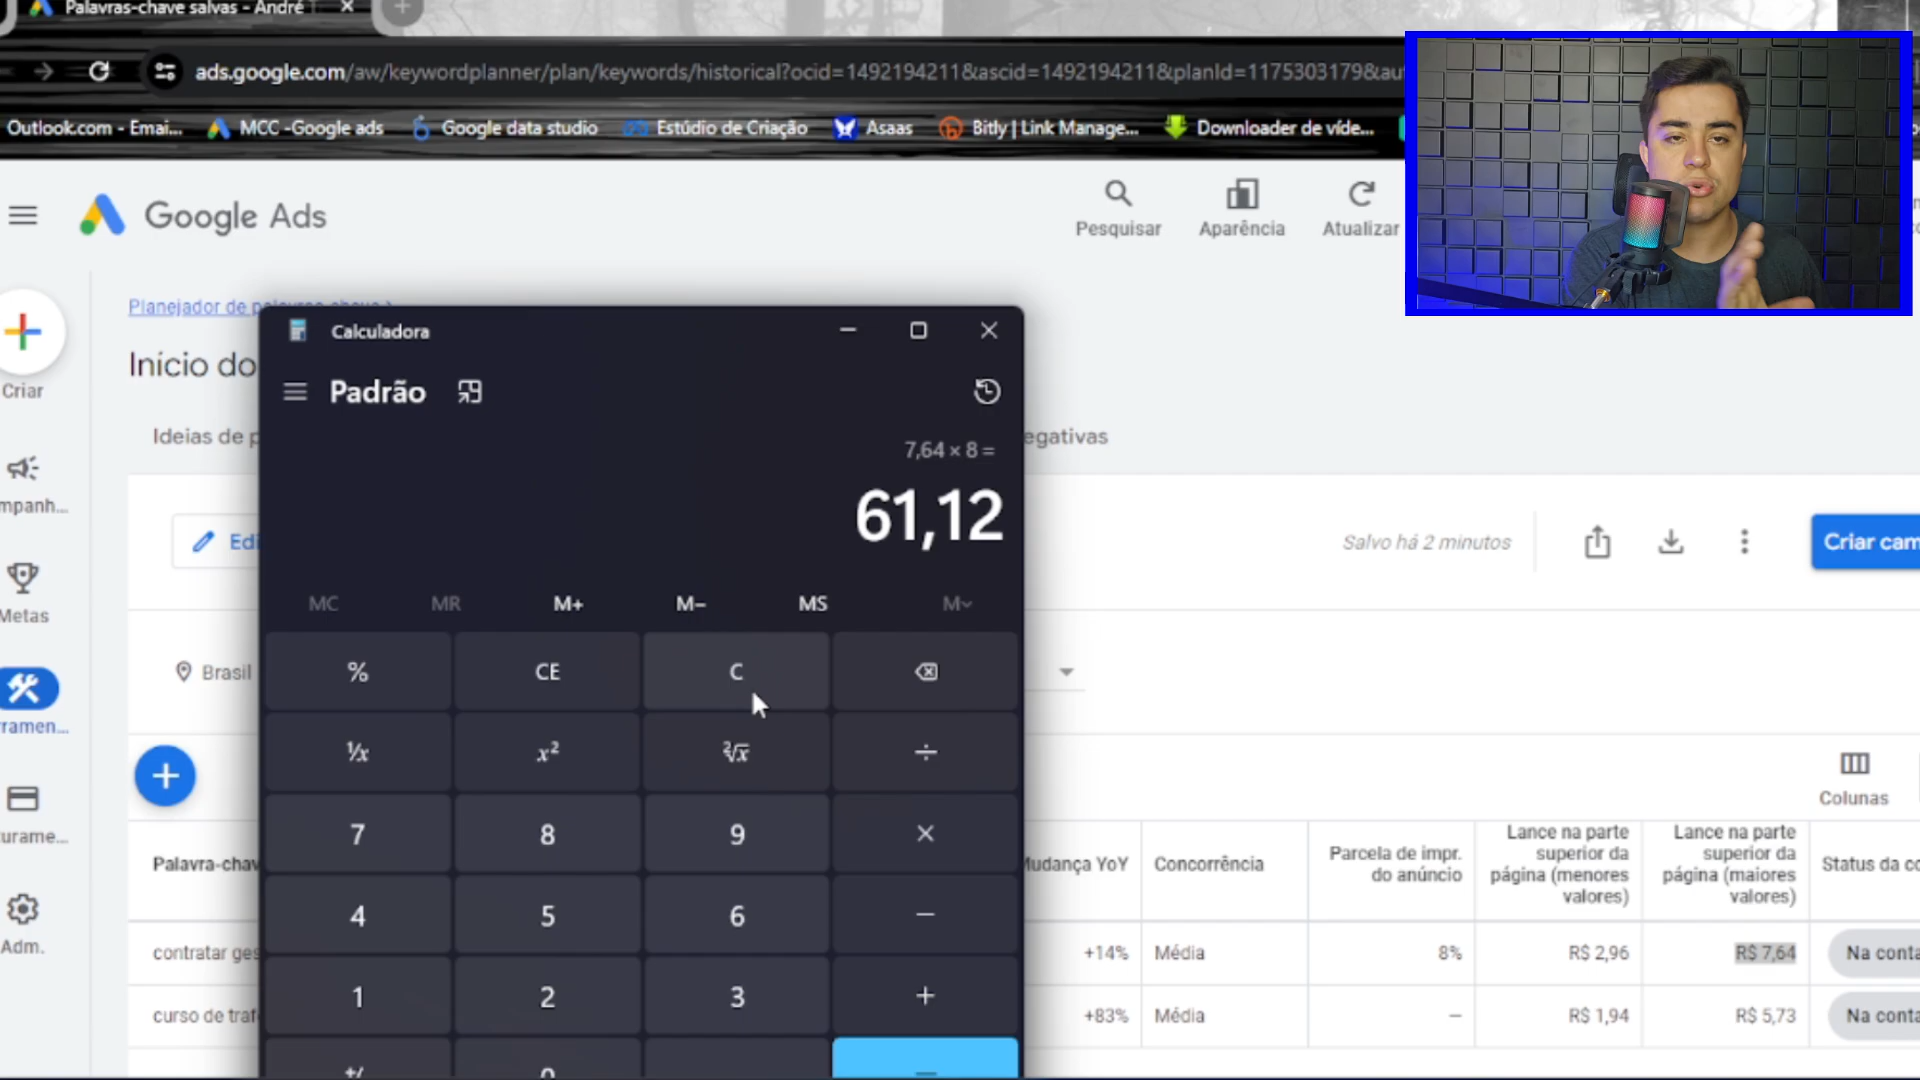 Palavras-chave salvas - André
ads.google.com/aw/keywordplanner/plan/keywords/historical?ocid=1492194211&ascid=1492194211&planId=1175303179&au
Outlook.com - Emai... MCC -Google ads Google data studio Estúdio de Criação Asaas Bitly | Link Manage... Downloader de víde...
Google Ads
Pesquisar Aparência Atualizar
Planejador de palavras-chave
Criar
Início do
Calculadora
Padrão
Ideias de p
egativas
7,64 × 8 =
61,12
mpanh...
Edi
Salvo há 2 minutos
Criar cam
Metas
MC MR M+ M− MS M
Brasil
% CE C
rramen...
¹⁄x x² ²√x ÷
Colunas
urame...
7 8 9 ×
Palavra-chav
Mudança YoY
Concorrência
Parcela de impr.
do anúncio
Lance na parte
superior da
página (menores
valores)
Lance na parte
superior da
página (maiores
valores)
Status da co
4 5 6 −
Adm.
contratar ges
+14% Média 8% R$ 2,96 R$ 7,64 Na conta
1 2 3 +
curso de traf
+83% Média – R$ 1,94 R$ 5,73 Na conta
+/ 0